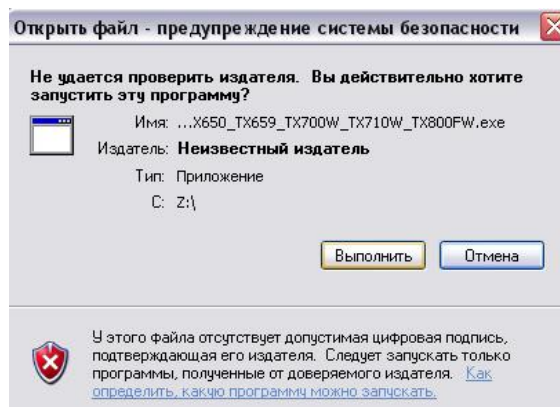 Открыть файл - предупреждение системы безопасности
Не удается проверить издателя. Вы действительно хотите
запустить эту программу?
Имя: ...X650_TX659_TX700W_TX710W_TX800FW.exe
Издатель: Неизвестный издатель
Тип: Приложение
С: Z:\
Выполнить Отмена
У этого файла отсутствует допустимая цифровая подпись,
подтверждающая его издателя. Следует запускать только
программы, полученные от доверяемого издателя. Как
определить, какую программу можно запускать.